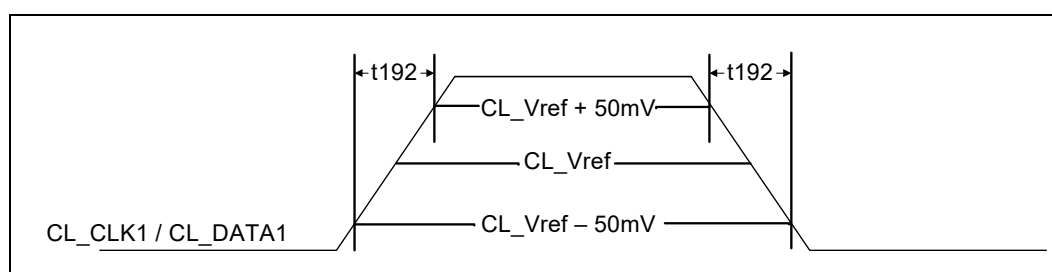 t192 t192
CL_Vref + 50mV
CL_Vref
CL_Vref – 50mV
CL_CLK1 / CL_DATA1